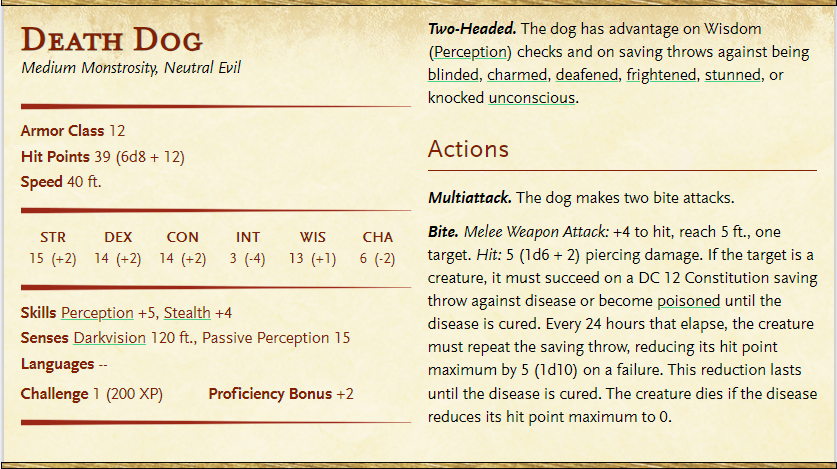 Death Dog
Medium Monstrosity, Neutral Evil
Armor Class 12
Hit Points 39 (6d8 + 12)
Speed 40 ft.
STR DEX CON INT WIS CHA
15 (+2) 14 (+2) 14 (+2) 3 (-4) 13 (+1) 6 (-2)
Skills Perception +5, Stealth +4
Senses Darkvision 120 ft., Passive Perception 15
Languages --
Challenge 1 (200 XP) Proficiency Bonus +2
Two-Headed. The dog has advantage on Wisdom
(Perception) checks and on saving throws against being
blinded, charmed, deafened, frightened, stunned, or
knocked unconscious.
Actions
Multiattack. The dog makes two bite attacks.
Bite. Melee Weapon Attack: +4 to hit, reach 5 ft., one
target. Hit: 5 (1d6 + 2) piercing damage. If the target is a
creature, it must succeed on a DC 12 Constitution saving
throw against disease or become poisoned until the
disease is cured. Every 24 hours that elapse, the creature
must repeat the saving throw, reducing its hit point
maximum by 5 (1d10) on a failure. This reduction lasts
until the disease is cured. The creature dies if the disease
reduces its hit point maximum to 0.